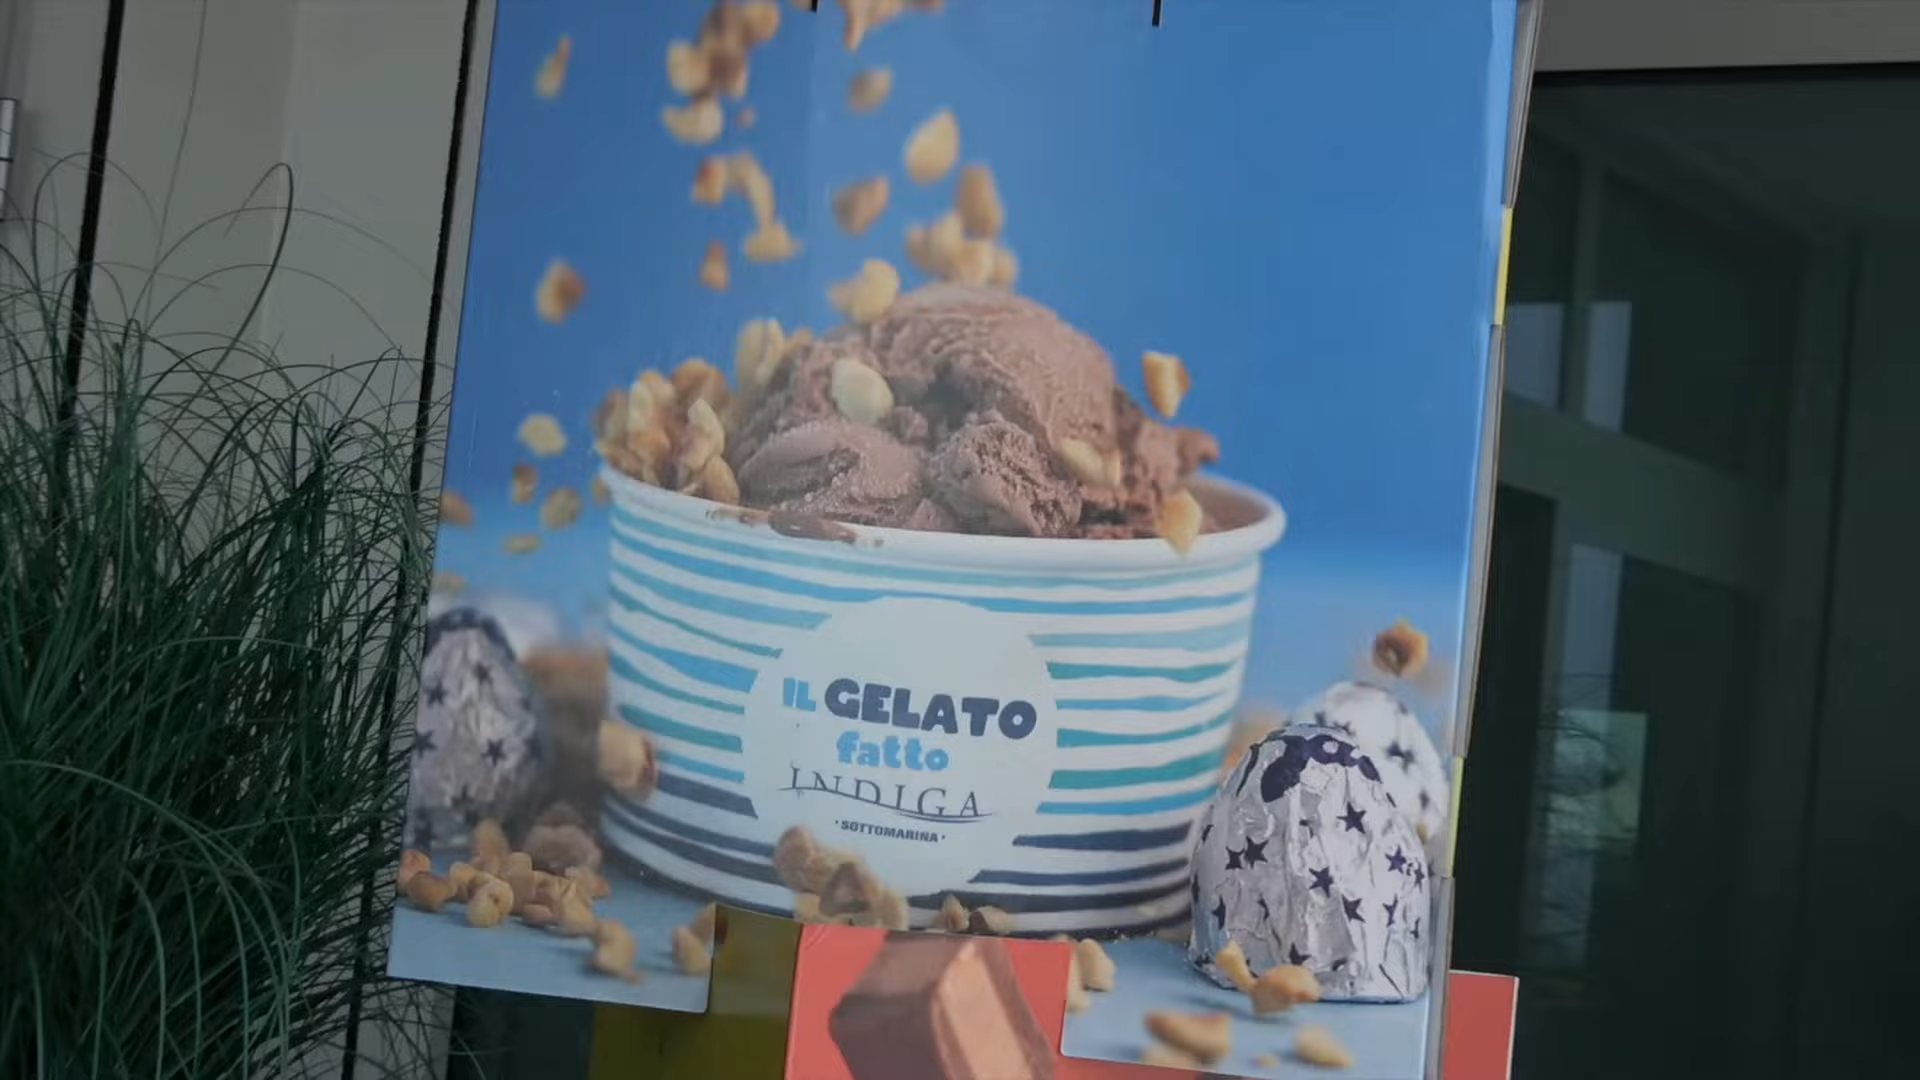 IL GELATO
fatto
INDIGA
• SOTTOMARINA •